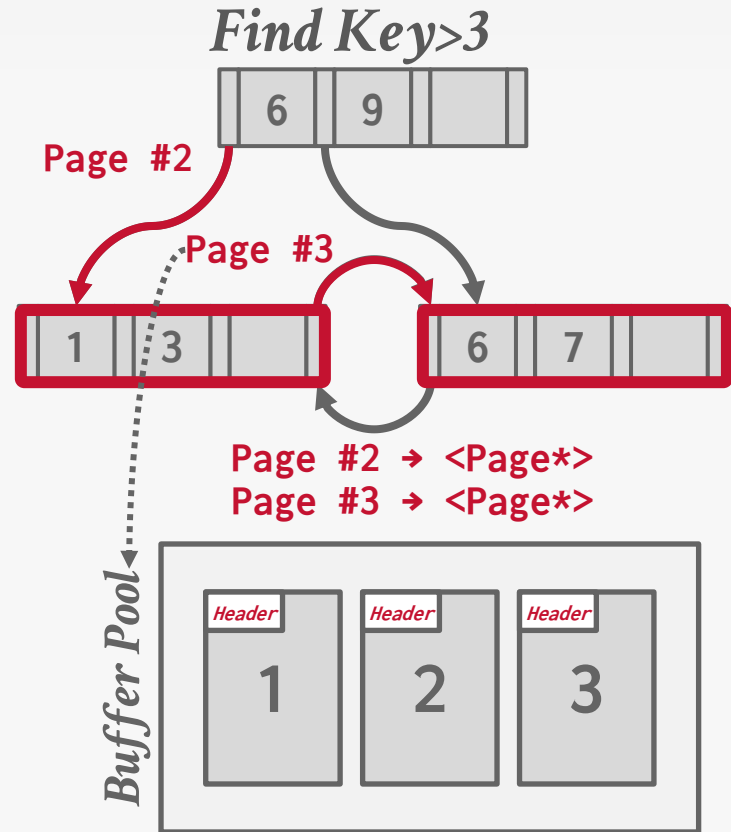 Find Key>3
6 9
Page #2
Page #3
1 3
6 7
Page #2 → <Page*>
Page #3 → <Page*>
Buffer Pool
Header Header Header
1 2 3